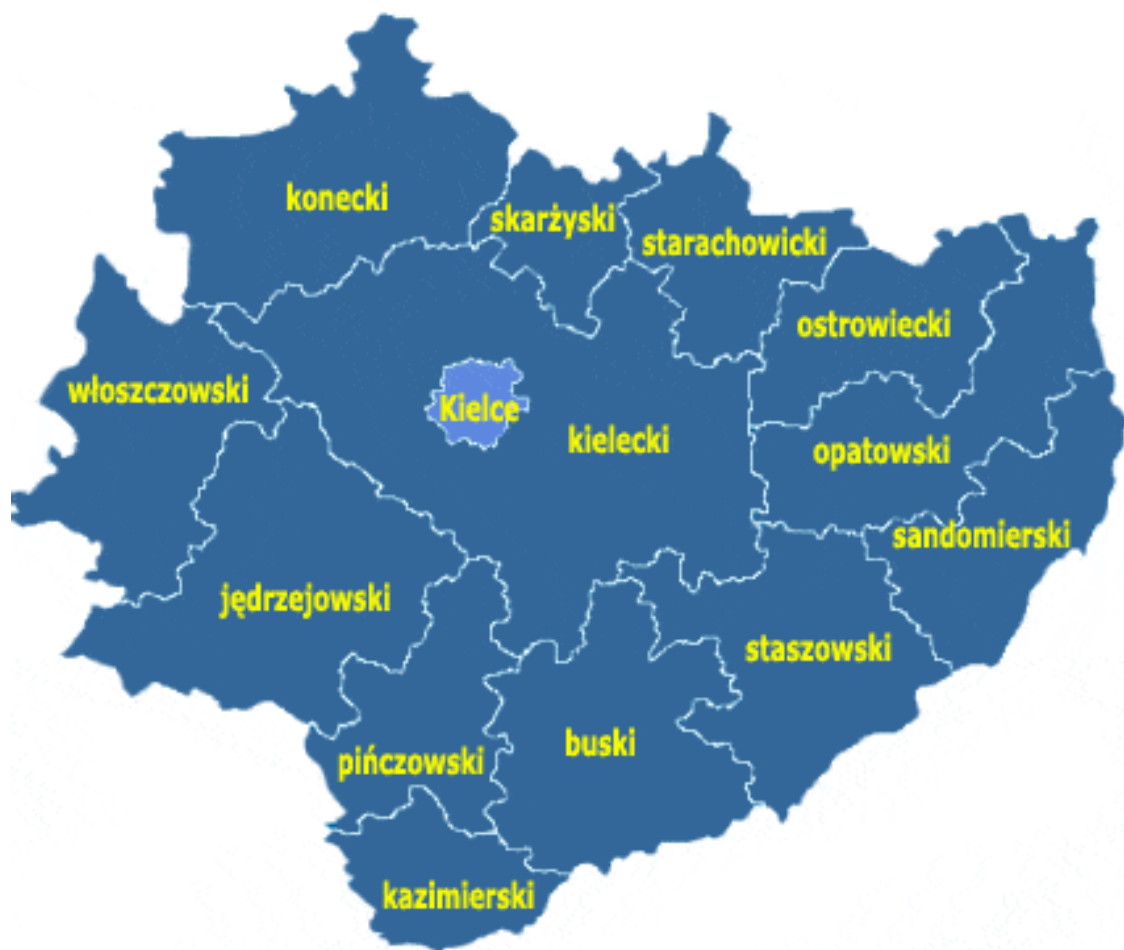 konecki
skarżyski
starachowicki
ostrowiecki
włoszczowski
Kielce
kielecki
opatowski
sandomierski
jędrzejowski
staszowski
buski
pińczowski
kazimierski